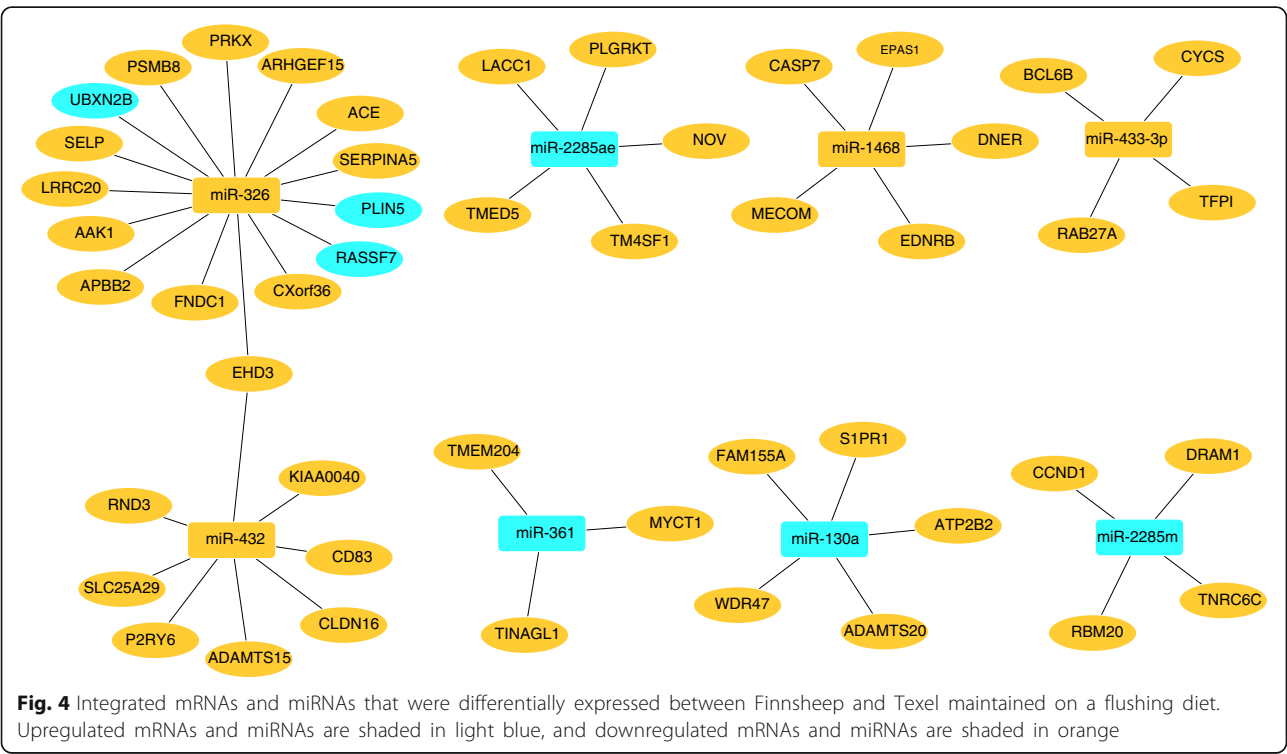 PRKX
PSMB8
ARHGEF15
UBXN2B
ACE
SELP
SERPINA5
LRRC20
miR-326
PLIN5
AAK1
RASSF7
APBB2
FNDC1
CXorf36
EHD3
KIAA0040
RND3
miR-432
CD83
SLC25A29
CLDN16
P2RY6
ADAMTS15
PLGRKT
LACC1
miR-2285ae
NOV
TMED5
TM4SF1
EPAS1
CASP7
miR-1468
DNER
MECOM
EDNRB
CYCS
BCL6B
miR-433-3p
TFPI
RAB27A
TMEM204
miR-361
MYCT1
TINAGL1
S1PR1
FAM155A
miR-130a
ATP2B2
WDR47
ADAMTS20
DRAM1
CCND1
miR-2285m
TNRC6C
RBM20
Fig. 4 Integrated mRNAs and miRNAs that were differentially expressed between Finnsheep and Texel maintained on a flushing diet.
Upregulated mRNAs and miRNAs are shaded in light blue, and downregulated mRNAs and miRNAs are shaded in orange